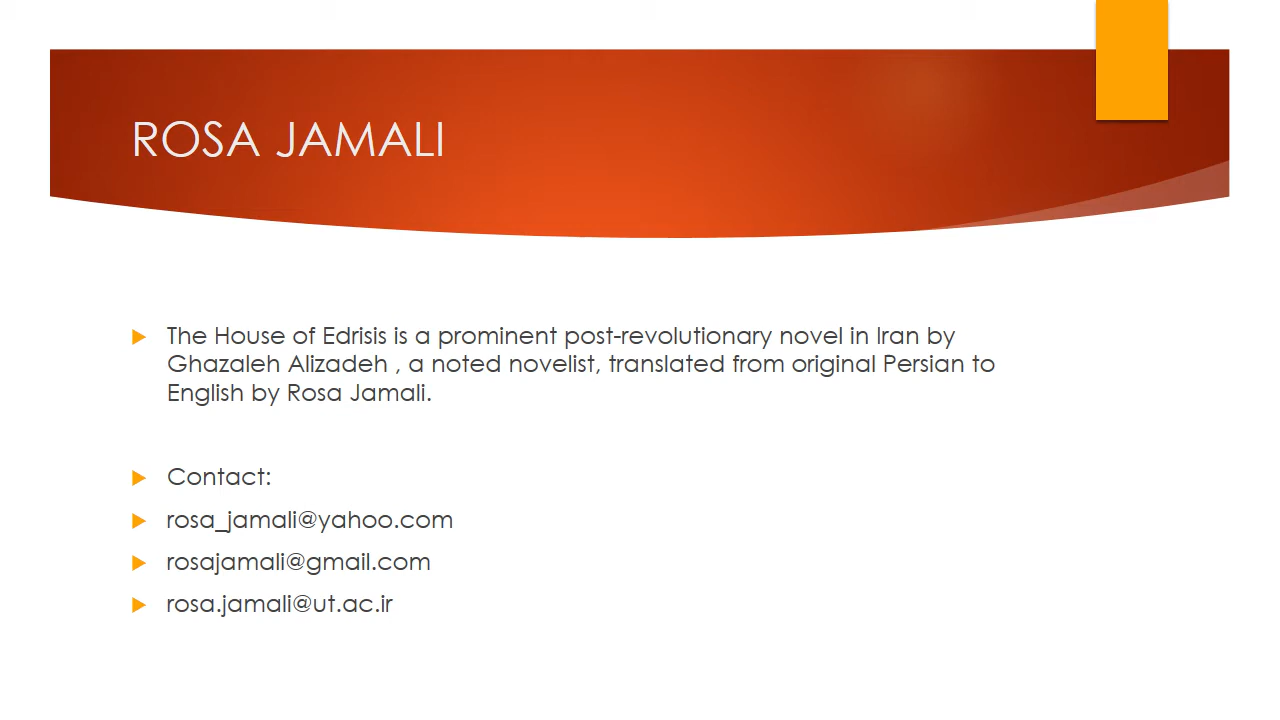 ROSA JAMALI
The House of Edrisis is a prominent post-revolutionary novel in Iran by
Ghazaleh Alizadeh , a noted novelist, translated from original Persian to
English by Rosa Jamali.
Contact:
rosa_jamali@yahoo.com
rosajamali@gmail.com
rosa.jamali@ut.ac.ir